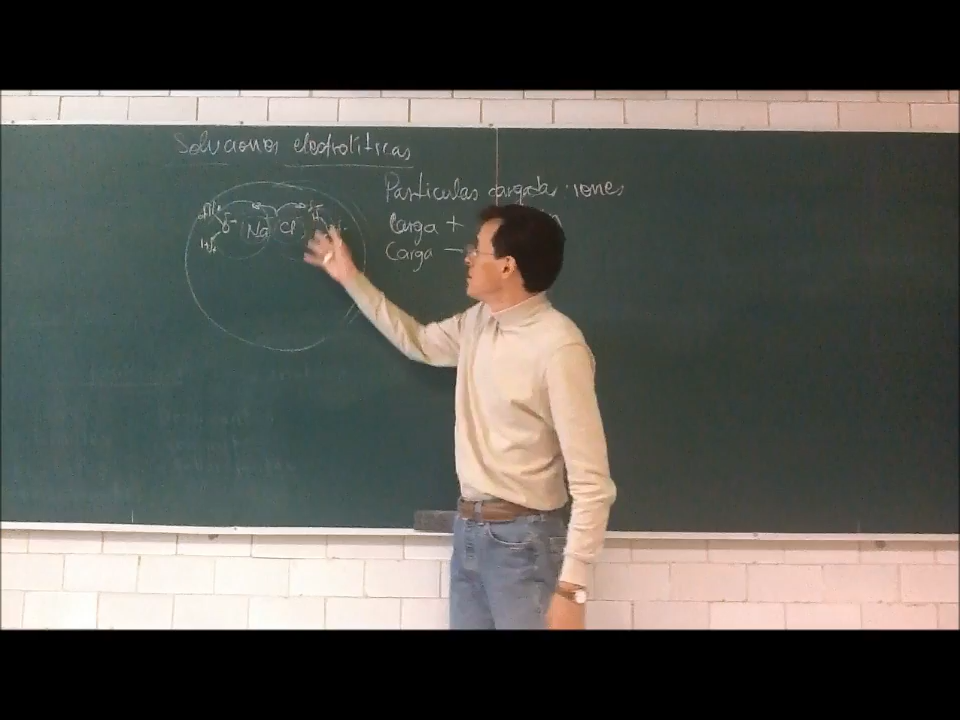 Soluciones electrolíticas
Partículas cargadas iones
Carga +
Carga -
Na Cl